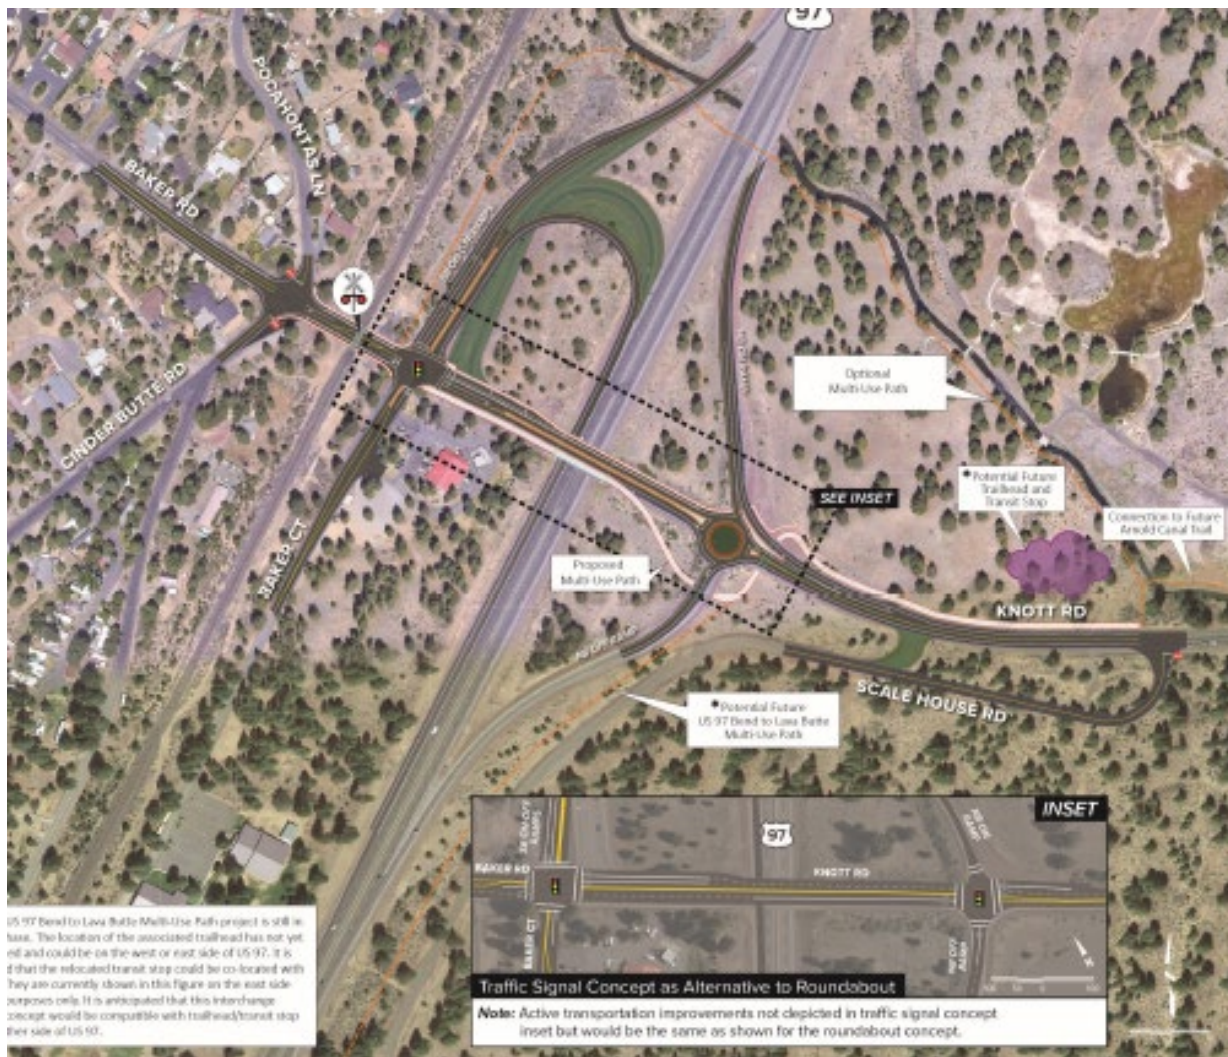 97
POCAHONTAS LN
BAKER RD
CINDER BUTTE RD
BAKER CT
Optional
Multi-Use Path
SEE INSET
*Potential Future
Trailhead and
Transit Stop
Connection to Future
Arnold Canal Trail
Proposed
Multi-Use Path
KNOTT RD
SCALE HOUSE RD
*Potential Future
US 97 Bend to Lava Butte
Multi-Use Path
INSET
97
BAKER RD
KNOTT RD
BAKER CT
Traffic Signal Concept as Alternative to Roundabout
Note: Active transportation improvements not depicted in traffic signal concept
inset but would be the same as shown for the roundabout concept.
US 97 Bend to Lava Butte Multi-Use Path project is still in
hase. The location of the associated trailhead has not yet
ed and could be on the west or east side of US 97. It is
d that the relocated transit stop could be co-located with
They are currently shown in this figure on the east side
purposes only. It is anticipated that this interchange
concept would be compatible with trailhead/transit stop
ther side of US 97.